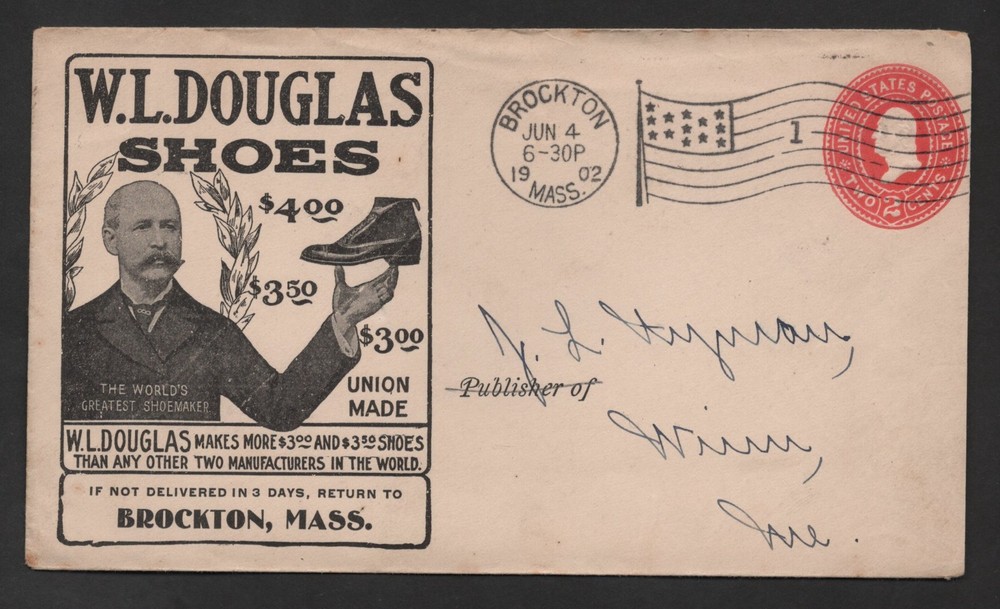 W.L.DOUGLAS
SHOES
$4.00
$3.50
$3.00
UNION
MADE
THE WORLD'S
GREATEST SHOEMAKER
W.L.DOUGLAS MAKES MORE $3.00 AND $3.50 SHOES
THAN ANY OTHER TWO MANUFACTURERS IN THE WORLD.
IF NOT DELIVERED IN 3 DAYS, RETURN TO
BROCKTON, MASS.
BROCKTON
JUN 4
6-30P
19 02
MASS.
1
UNITED STATES POSTAGE
TWO 2 CENTS
J. L. Hyman,
Publisher of
Winn,